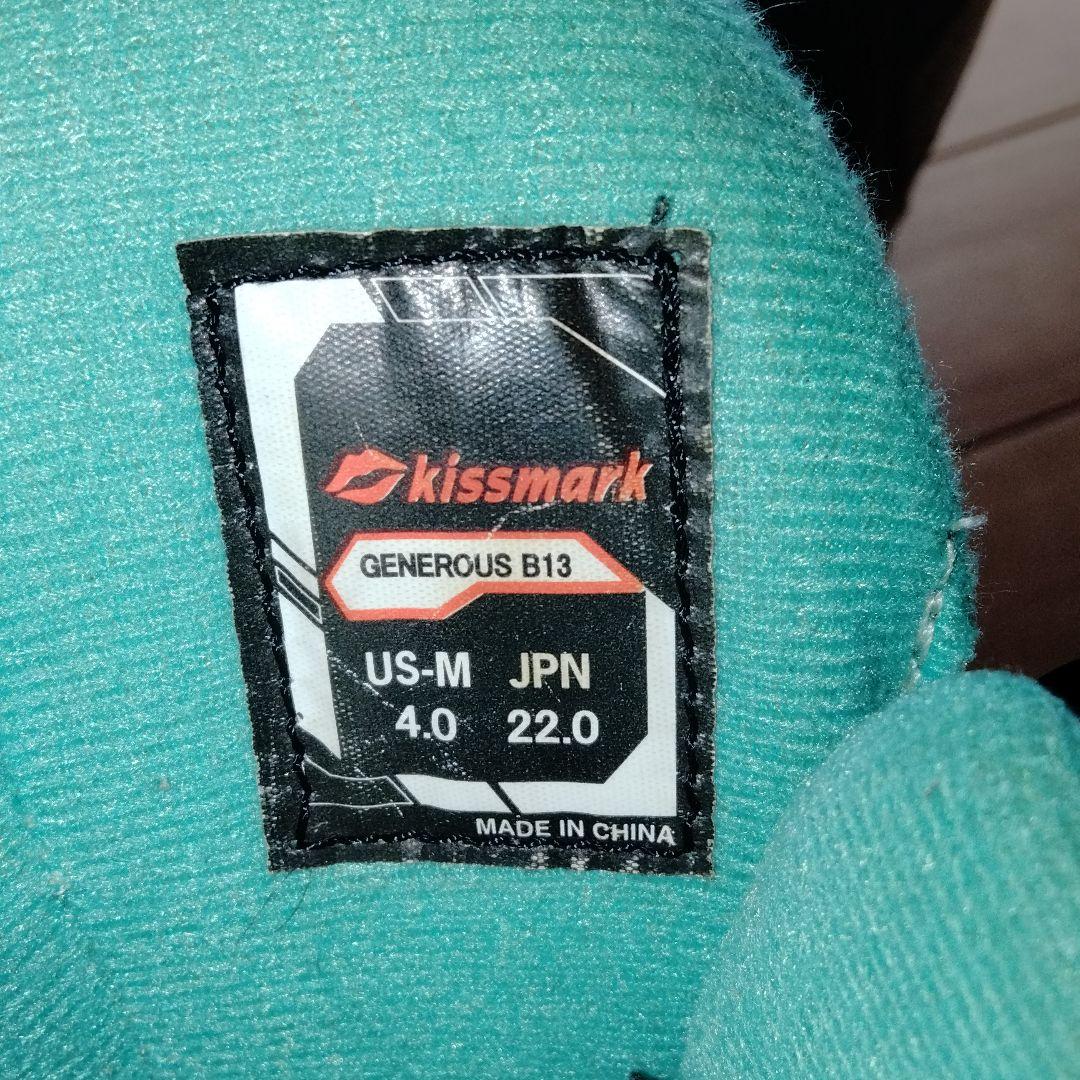 kissmark
GENEROUS B13
US-M JPN
4.0 22.0
MADE IN CHINA